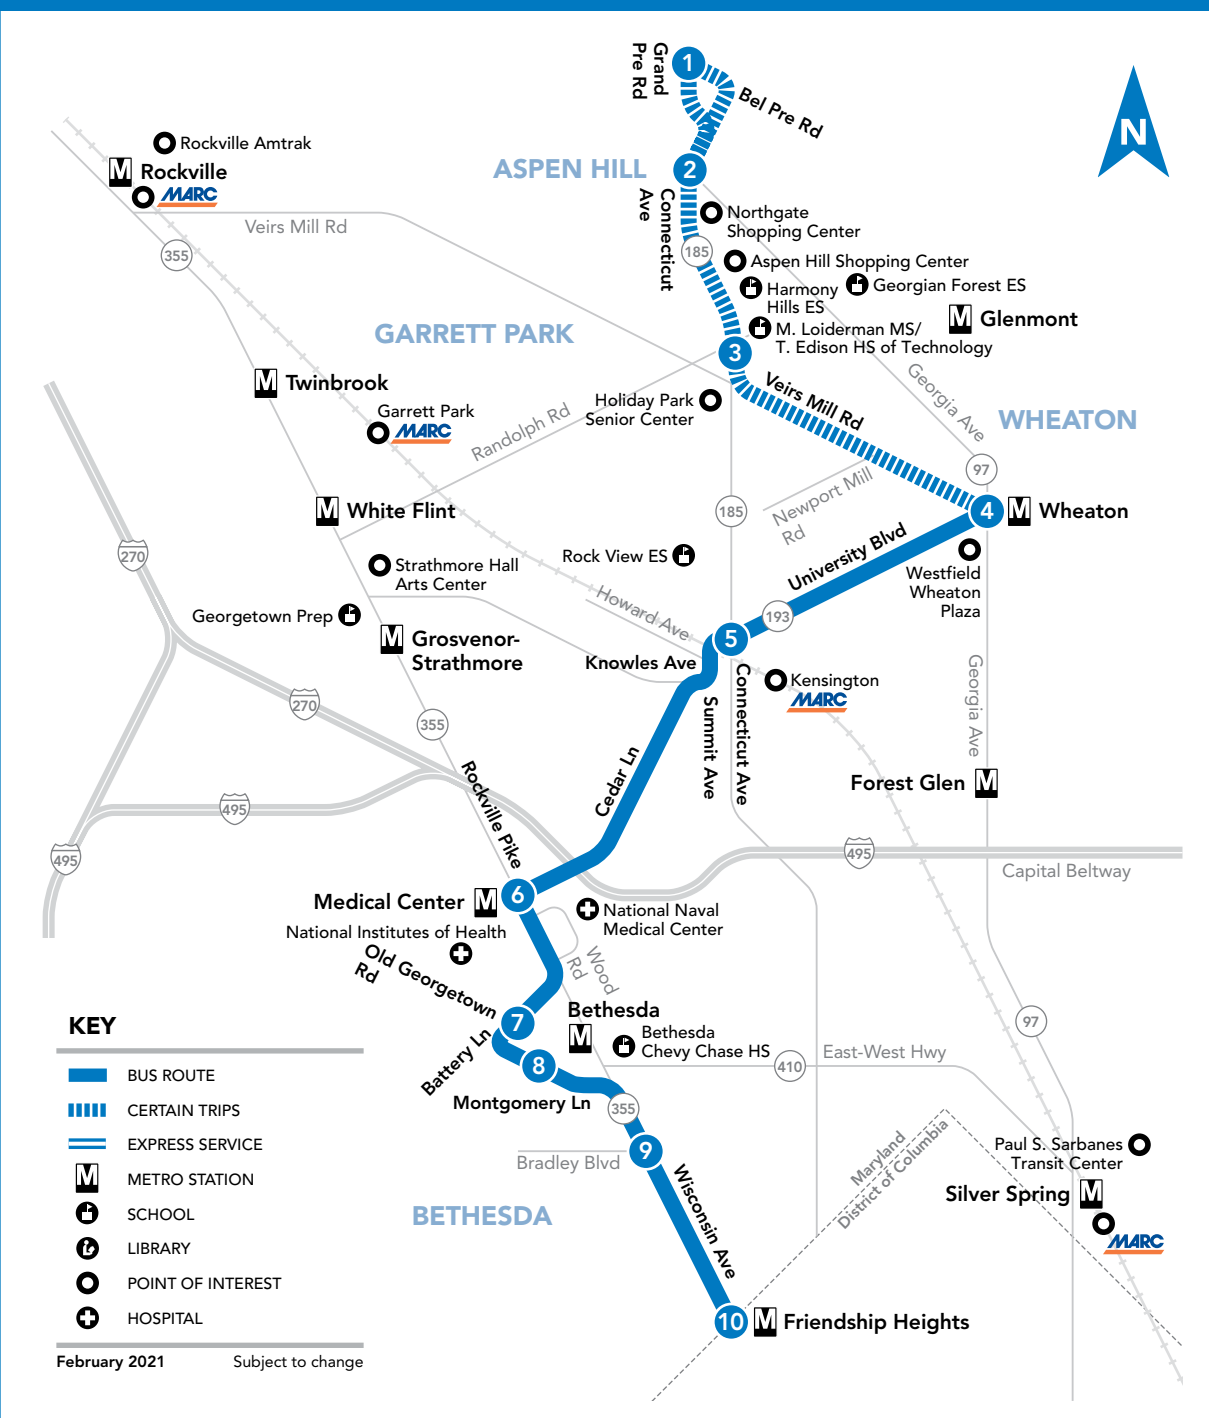 1
Grand
Pre Rd
Bel Pre Rd
N
Rockville Amtrak
M Rockville
MARC
ASPEN HILL
2
Connecticut
Ave
Northgate
Shopping Center
Veirs Mill Rd
355
185
Aspen Hill Shopping Center
Harmony
Hills ES
Georgian Forest ES
M Glenmont
M. Loiderman MS/
T. Edison HS of Technology
GARRETT PARK
3
M Twinbrook
Veirs Mill Rd
Georgia Ave
Holiday Park
Senior Center
Garrett Park
MARC
Randolph Rd
WHEATON
97
M White Flint
185
Newport Mill
Rd
4
M Wheaton
University Blvd
270
Rock View ES
Strathmore Hall
Arts Center
Westfield
Wheaton
Plaza
Howard Ave
Georgetown Prep
193
M Grosvenor-
Strathmore
5
Knowles Ave
Kensington
MARC
Georgia Ave
270
355
Summit Ave
Connecticut Ave
Cedar Ln
Rockville Pike
Forest Glen M
495
495
495
Capital Beltway
Medical Center M
6
National Naval
Medical Center
National Institutes of Health
Old Georgetown
Rd
Wood
Rd
Bethesda
M
7
Bethesda
Chevy Chase HS
97
East-West Hwy
410
Battery Ln
8
Montgomery Ln
355
9
Bradley Blvd
Wisconsin Ave
BETHESDA
Maryland
District of Columbia
Paul S. Sarbanes
Transit Center
Silver Spring M
MARC
10
M Friendship Heights
KEY
BUS ROUTE
CERTAIN TRIPS
EXPRESS SERVICE
M METRO STATION
SCHOOL
LIBRARY
POINT OF INTEREST
HOSPITAL
February 2021 Subject to change